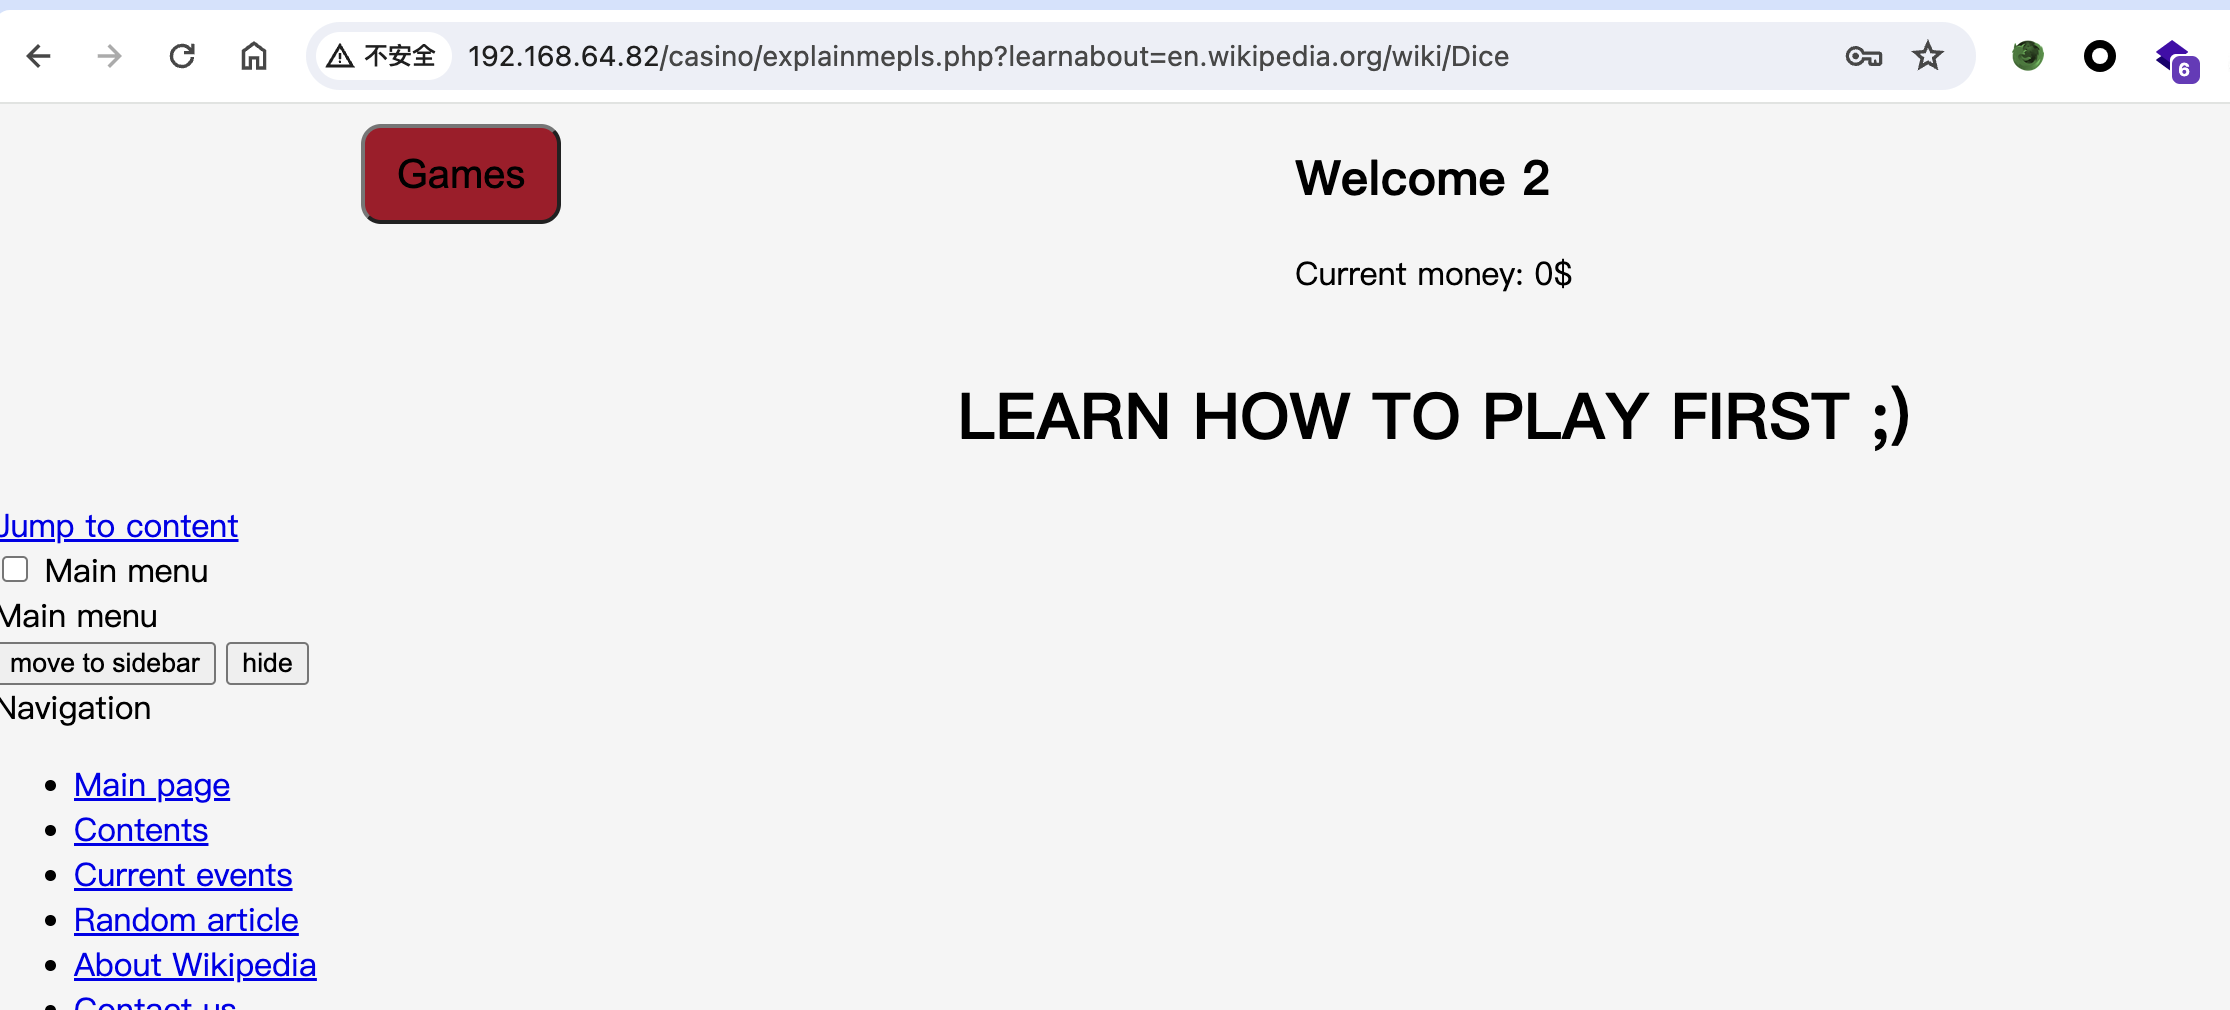 不安全 192.168.64.82/casino/explainmepls.php?learnabout=en.wikipedia.org/wiki/Dice
6
Games
Welcome 2
Current money: 0$
LEARN HOW TO PLAY FIRST ;)
Jump to content
Main menu
Main menu
move to sidebar hide
Navigation
Main page
Contents
Current events
Random article
About Wikipedia
Contact us